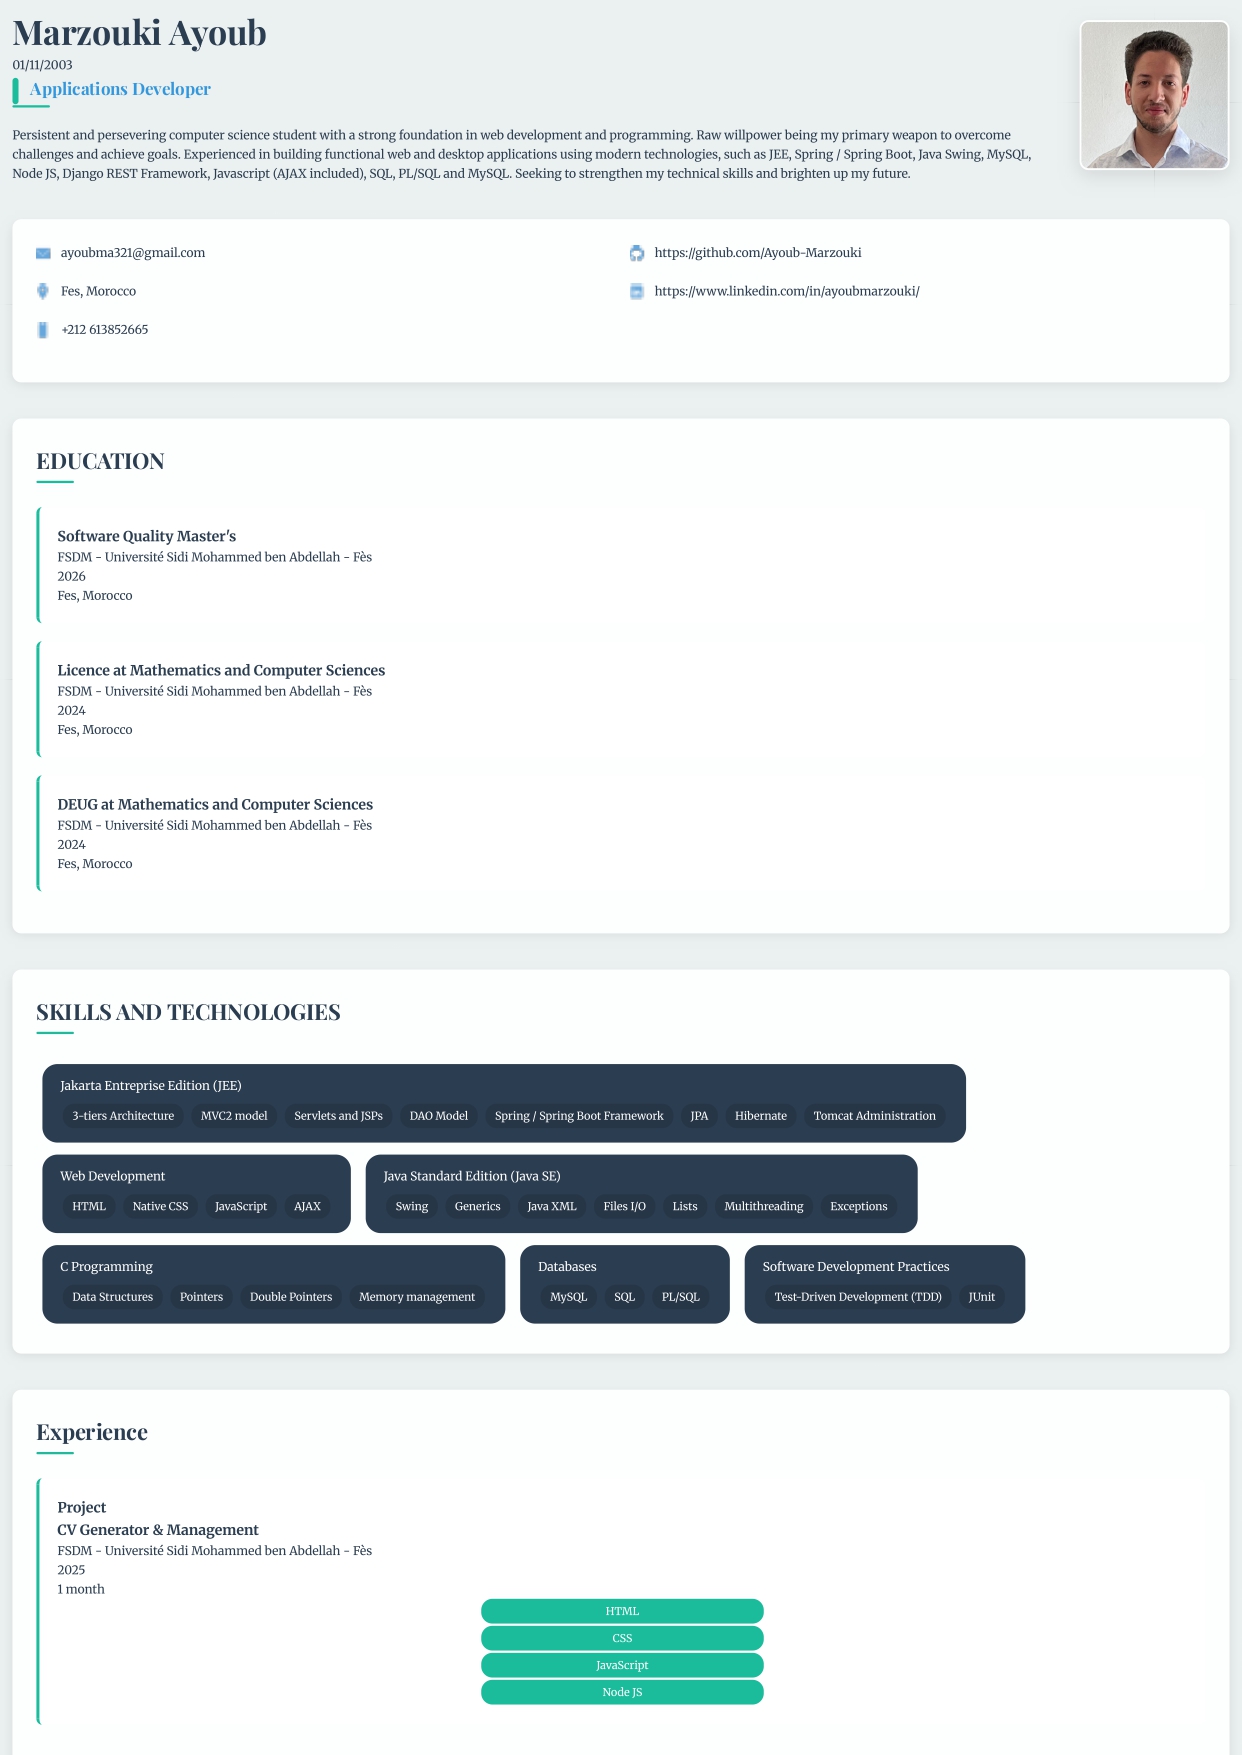 Marzouki Ayoub
01/11/2003
Applications Developer
Persistent and persevering computer science student with a strong foundation in web development and programming. Raw willpower being my primary weapon to overcome
challenges and achieve goals. Experienced in building functional web and desktop applications using modern technologies, such as JEE, Spring / Spring Boot, Java Swing, MySQL,
Node JS, Django REST Framework, Javascript (AJAX included), SQL, PL/SQL and MySQL. Seeking to strengthen my technical skills and brighten up my future.
ayoubma321@gmail.com
https://github.com/Ayoub-Marzouki
Fes, Morocco
https://www.linkedin.com/in/ayoubmarzouki/
+212 613852665
EDUCATION
Software Quality Master's
FSDM - Université Sidi Mohammed ben Abdellah - Fès
2026
Fes, Morocco
Licence at Mathematics and Computer Sciences
FSDM - Université Sidi Mohammed ben Abdellah - Fès
2024
Fes, Morocco
DEUG at Mathematics and Computer Sciences
FSDM - Université Sidi Mohammed ben Abdellah - Fès
2024
Fes, Morocco
SKILLS AND TECHNOLOGIES
Jakarta Entreprise Edition (JEE)
3-tiers Architecture MVC2 model Servlets and JSPs DAO Model Spring / Spring Boot Framework JPA Hibernate Tomcat Administration
Web Development
HTML Native CSS JavaScript AJAX
Java Standard Edition (Java SE)
Swing Generics Java XML Files I/O Lists Multithreading Exceptions
C Programming
Data Structures Pointers Double Pointers Memory management
Databases
MySQL SQL PL/SQL
Software Development Practices
Test-Driven Development (TDD) JUnit
Experience
Project
CV Generator & Management
FSDM - Université Sidi Mohammed ben Abdellah - Fès
2025
1 month
HTML
CSS
JavaScript
Node JS